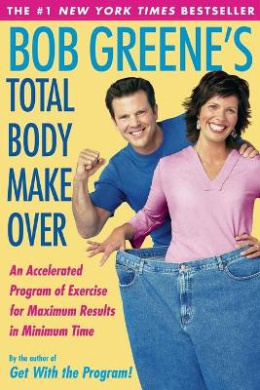 THE #1 NEW YORK TIMES BESTSELLER
BOB GREENE'S
TOTAL
BODY
MAKE
OVER
An Accelerated
Program of Exercise
for Maximum Results
in Minimum Time
By the author of
Get With the Program!